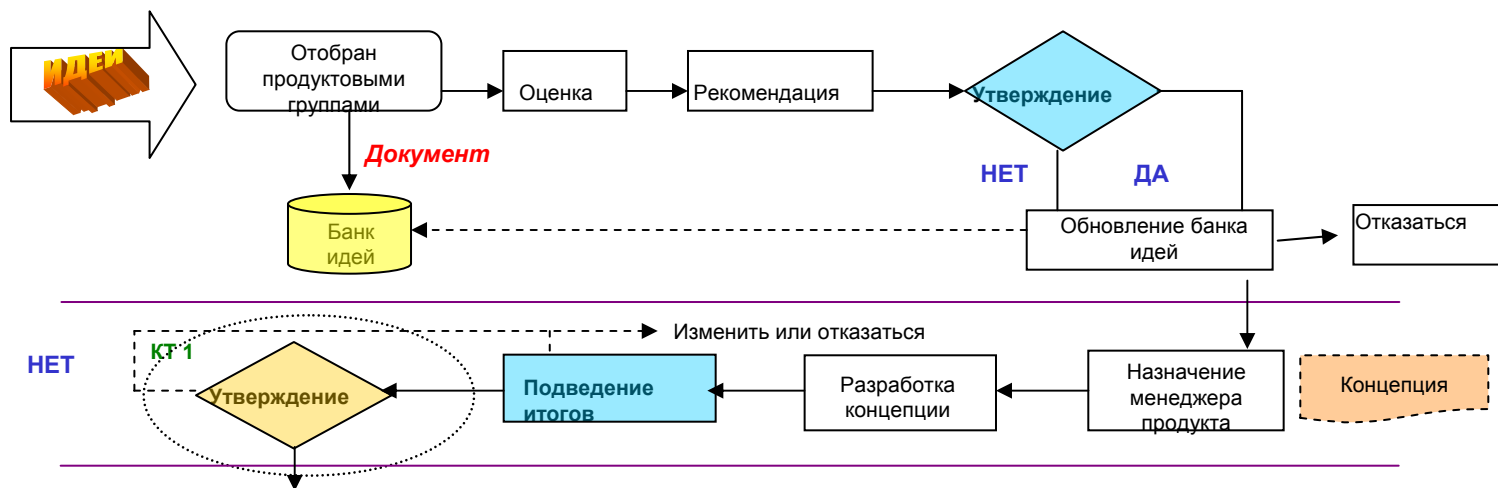 ИДЕИ
Отобран
продуктовыми
группами
Оценка
Рекомендация
Утверждение
Документ
НЕТ
ДА
Банк
идей
Обновление банка
идей
Отказаться
Изменить или отказаться
НЕТ
КТ 1
Утверждение
Подведение
итогов
Разработка
концепции
Назначение
менеджера
продукта
Концепция